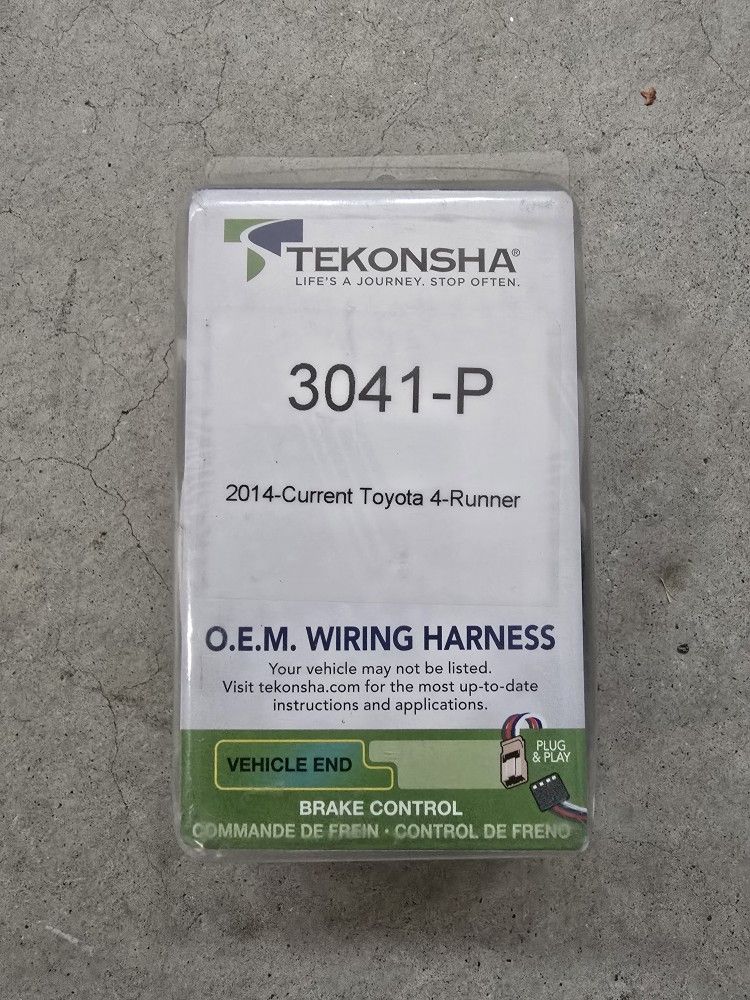 TEKONSHA®
LIFE'S A JOURNEY. STOP OFTEN.
3041-P
2014-Current Toyota 4-Runner
O.E.M. WIRING HARNESS
Your vehicle may not be listed.
Visit tekonsha.com for the most up-to-date
instructions and applications.
VEHICLE END
PLUG
& PLAY
BRAKE CONTROL
COMMANDE DE FREIN · CONTROL DE FRENO